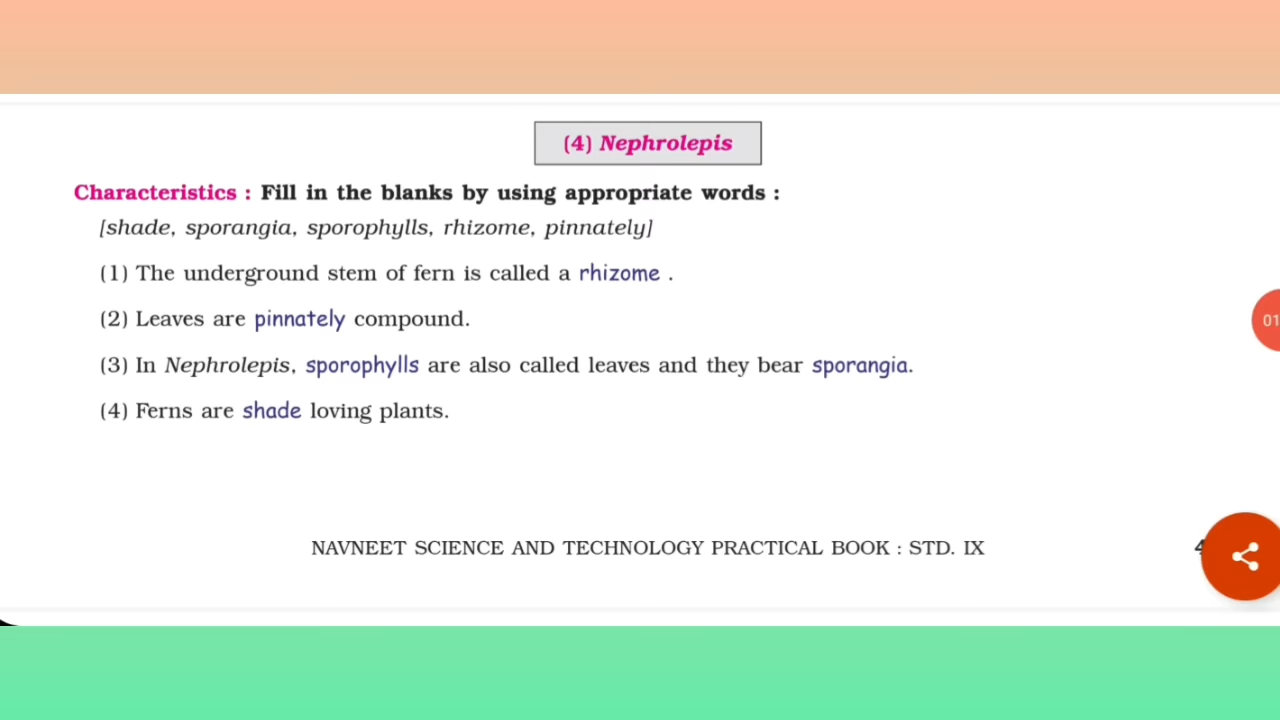 (4) Nephrolepis
Characteristics : Fill in the blanks by using appropriate words :
[shade, sporangia, sporophylls, rhizome, pinnately]
(1) The underground stem of fern is called a rhizome .
(2) Leaves are pinnately compound.
(3) In Nephrolepis, sporophylls are also called leaves and they bear sporangia.
(4) Ferns are shade loving plants.
NAVNEET SCIENCE AND TECHNOLOGY PRACTICAL BOOK : STD. IX